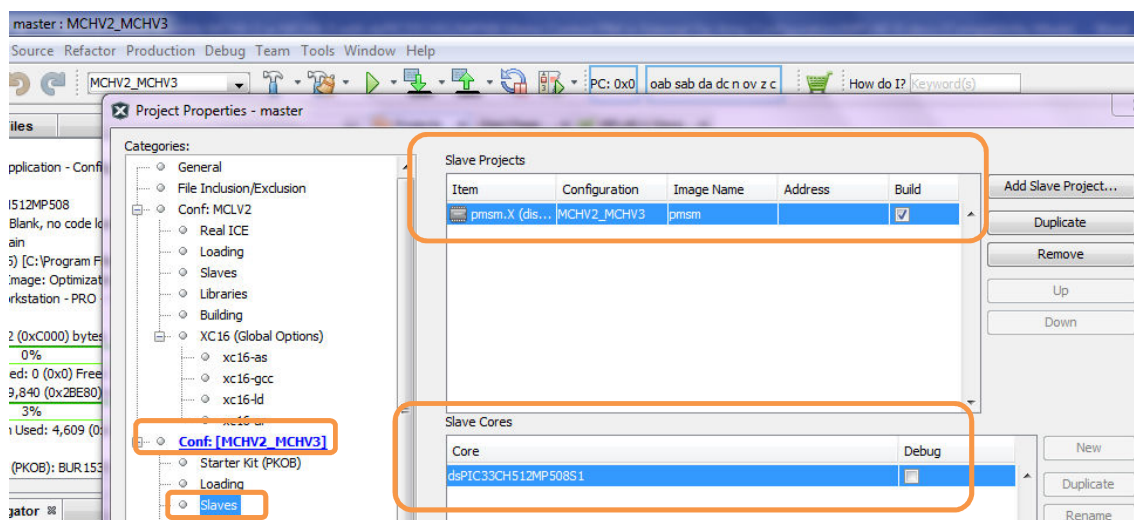 master : MCHV2_MCHV3
Source Refactor Production Debug Team Tools Window Help
MCHV2_MCHV3 PC: 0x0 oab sab da dc n ov z c How do I? Keyword(s)
Project Properties - master
iles
Categories:
pplication - Confi
512MP508
Blank, no code lo
ain
) [C:\Program F
mage: Optimizat
rkstation - PRO
2 (0xC000) bytes
0%
ed: 0 (0x0) Free
9,840 (0x2BE80)
3%
Used: 4,609 (0
(PKOB): BUR153
gator
General
File Inclusion/Exclusion
Conf: MCLV2
Real ICE
Loading
Slaves
Libraries
Building
XC16 (Global Options)
xc16-as
xc16-gcc
xc16-ld
Conf: [MCHV2_MCHV3]
Starter Kit (PKOB)
Loading
Slaves
Slave Projects
Item Configuration Image Name Address Build
pmsm.X (dis... MCHV2_MCHV3 pmsm
Slave Cores
Core Debug
dsPIC33CH512MP508S1
Add Slave Project...
Duplicate
Remove
Up
Down
New
Duplicate
Rename